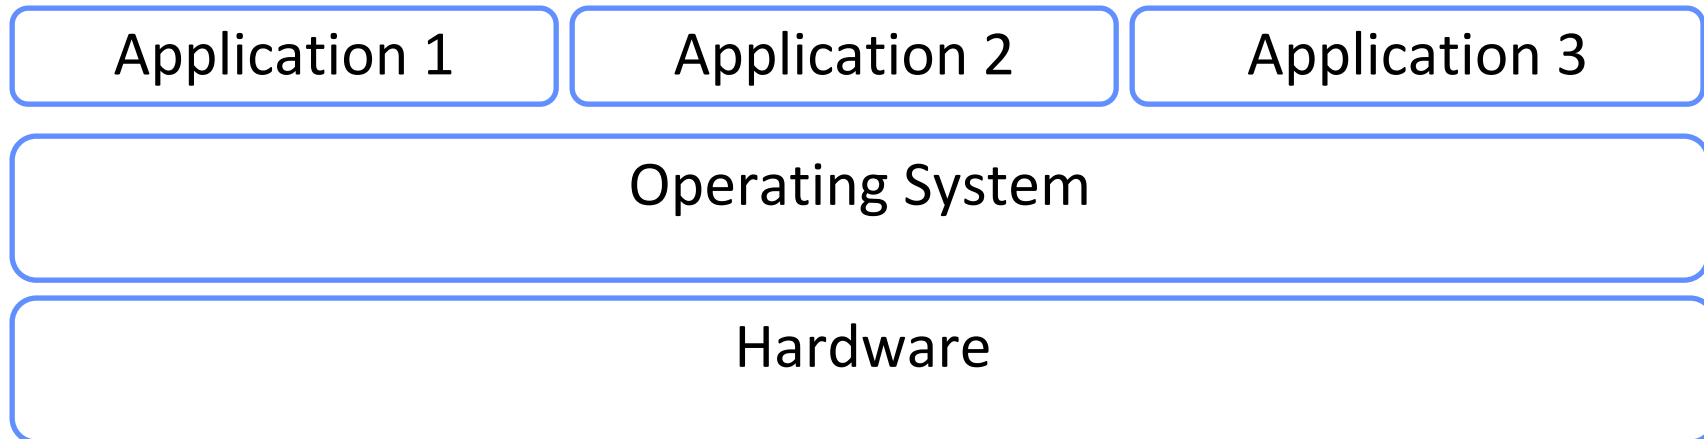 Application 1 Application 2 Application 3
Operating System
Hardware